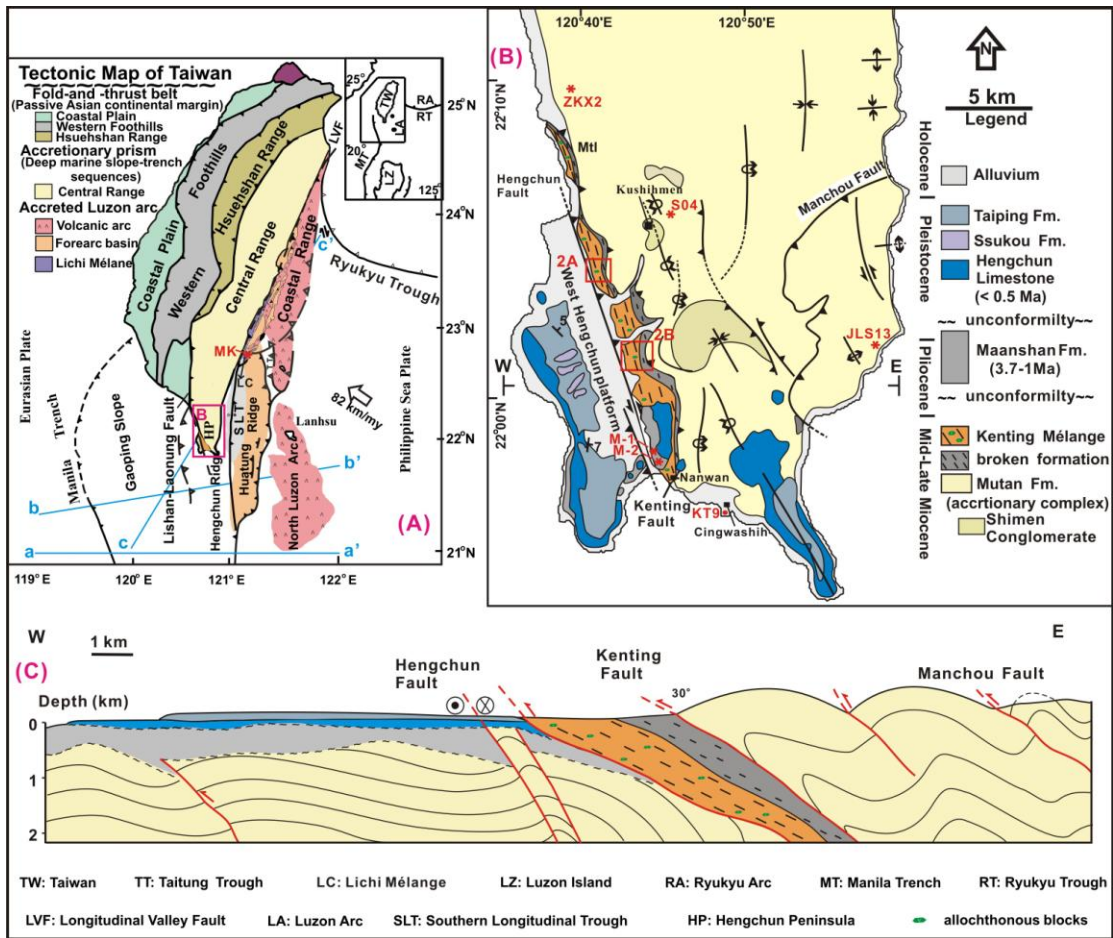 Tectonic Map of Taiwan
Fold-and -thrust belt
(Passive Asian continental margin)
Coastal Plain
Western Foothills
Hsuehshan Range
Accretionary prism
(Deep marine slope-trench
sequences)
Central Range
Accreted Luzon arc
Volcanic arc
Forearc basin
Lichi Mélane
25°
TW
RA
RT
LA
20°
MT
LZ
125°
LVF
25°N
24°N
23°N
22°N
21°N
119°E
120°E
121°E
122°E
Coastal Plain
Western
Foothills
Hsuehshan Range
Central Range
Coastal Range
Ryukyu Trough
c'
MK
LC
TT
B
HP
SLT
Huatung Ridge
Lanhsu
82 km/my
Eurasian Plate
Philippine Sea Plate
Manila Trench
Gaoping Slope
Lishan-Laonung Fault
Hengchun Ridge
North Luzon Arc
b
b'
c
a
a'
(A)
(B)
120°40'E
120°50'E
22°10'N
22°00'N
ZKX2
Mtl
Hengchun
Fault
Kushihmen
S04
Manchou Fault
2A
West Hengchun platform
2B
JLS13
5
W
E
7
M-1
M-2
Nanwan
Kenting
Fault
KT9
Cingwashih
N
5 km
Legend
Holocene
Pleistocene
Pliocene
Mid-Late Miocene
Alluvium
Taiping Fm.
Ssukou Fm.
Hengchun
Limestone
(< 0.5 Ma)
~~ unconformilty~~
Maanshan Fm.
(3.7-1Ma)
~~ unconformilty~~
Kenting Mélange
broken formation
Mutan Fm.
(accrtionary complex)
Shimen
Conglomerate
W
E
1 km
(C)
Hengchun
Fault
Kenting
Fault
30°
Manchou Fault
Depth (km)
0
1
2
TW: Taiwan TT: Taitung Trough LC: Lichi Mélange LZ: Luzon Island RA: Ryukyu Arc MT: Manila Trench RT: Ryukyu Trough
LVF: Longitudinal Valley Fault LA: Luzon Arc SLT: Southern Longitudinal Trough HP: Hengchun Peninsula allochthonous blocks